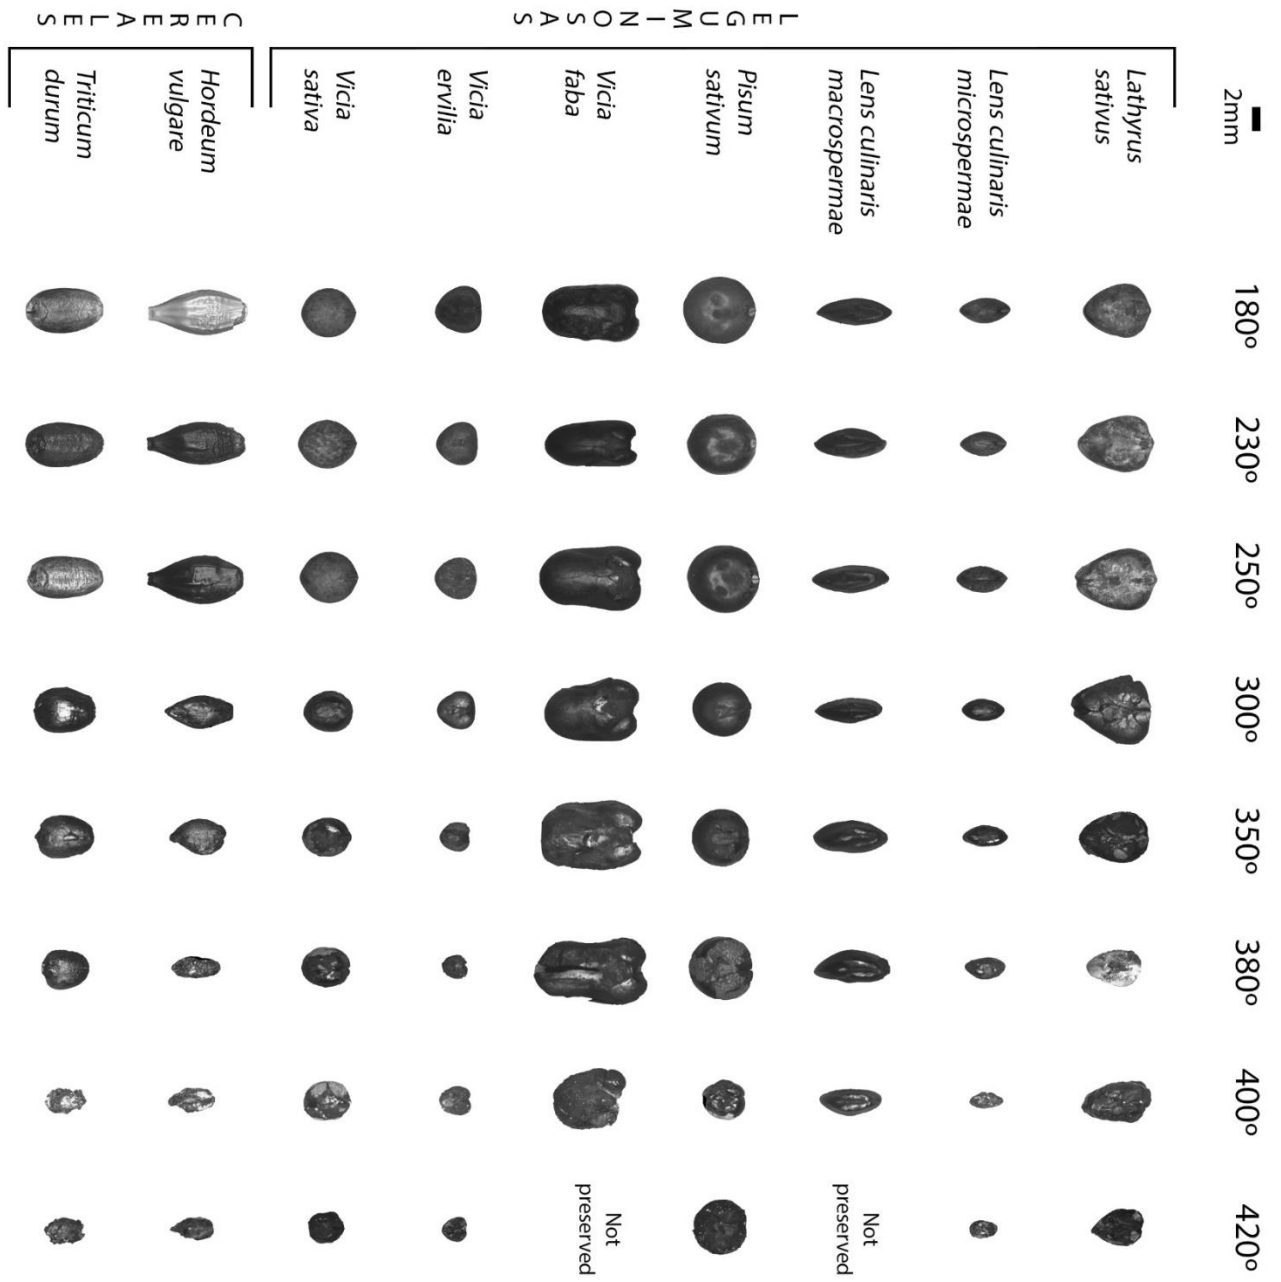 2mm
180º 230º 250º 300º 350º 380º 400º 420º
LEGUMINOSAS
Lathyrus
sativus
Lens culinaris
microspermae
Lens culinaris
macrospermae
Not
preserved
Pisum
sativum
Vicia
faba
Not
preserved
Vicia
ervilia
Vicia
sativa
CEREALES
Hordeum
vulgare
Triticum
durum